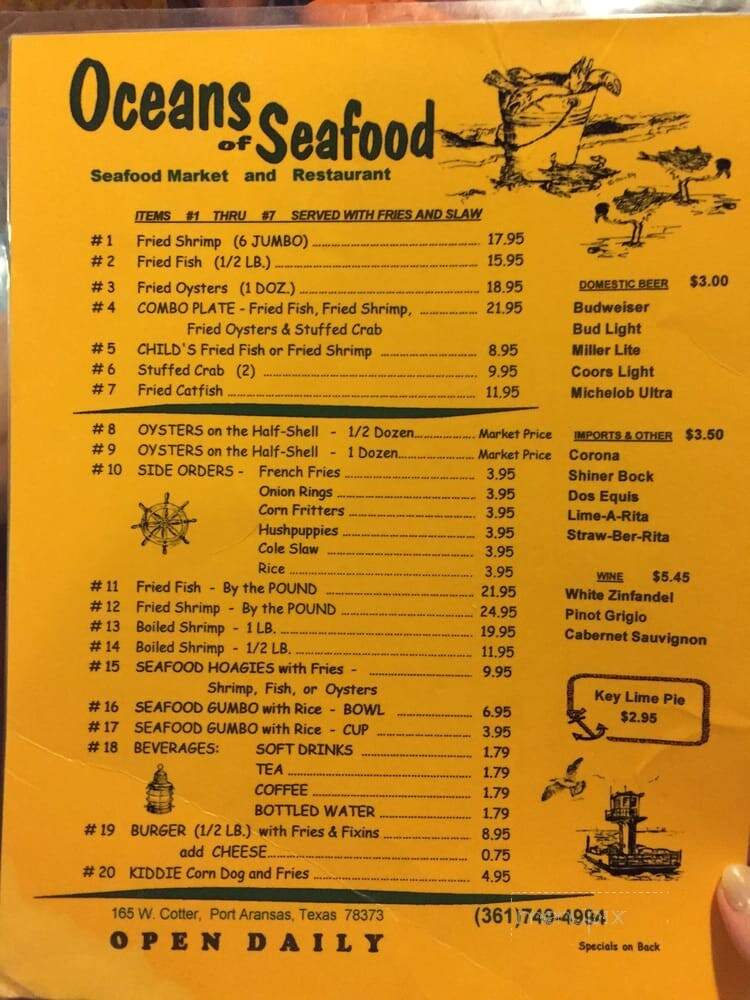 Oceans of Seafood
Seafood Market and Restaurant
ITEMS #1 THRU #7 SERVED WITH FRIES AND SLAW
#1 Fried Shrimp (6 JUMBO) 17.95
#2 Fried Fish (1/2 LB.) 15.95
#3 Fried Oysters (1 DOZ.) 18.95
#4 COMBO PLATE - Fried Fish, Fried Shrimp, 21.95
Fried Oysters & Stuffed Crab
#5 CHILD'S Fried Fish or Fried Shrimp 8.95
#6 Stuffed Crab (2) 9.95
#7 Fried Catfish 11.95
#8 OYSTERS on the Half-Shell - 1/2 Dozen Market Price
#9 OYSTERS on the Half-Shell - 1 Dozen Market Price
#10 SIDE ORDERS - French Fries 3.95
Onion Rings 3.95
Corn Fritters 3.95
Hushpuppies 3.95
Cole Slaw 3.95
Rice 3.95
#11 Fried Fish - By the POUND 21.95
#12 Fried Shrimp - By the POUND 24.95
#13 Boiled Shrimp - 1 LB. 19.95
#14 Boiled Shrimp - 1/2 LB. 11.95
#15 SEAFOOD HOAGIES with Fries - 9.95
Shrimp, Fish, or Oysters
#16 SEAFOOD GUMBO with Rice - BOWL 6.95
#17 SEAFOOD GUMBO with Rice - CUP 3.95
#18 BEVERAGES: SOFT DRINKS 1.79
TEA 1.79
COFFEE 1.79
BOTTLED WATER 1.79
#19 BURGER (1/2 LB.) with Fries & Fixins 8.95
add CHEESE 0.75
#20 KIDDIE Corn Dog and Fries 4.95
DOMESTIC BEER $3.00
Budweiser
Bud Light
Miller Lite
Coors Light
Michelob Ultra
IMPORTS & OTHER $3.50
Corona
Shiner Bock
Dos Equis
Lime-A-Rita
Straw-Ber-Rita
WINE $5.45
White Zinfandel
Pinot Grigio
Cabernet Sauvignon
Key Lime Pie
$2.95
165 W. Cotter, Port Aransas, Texas 78373
(361)749-4994
OPEN DAILY
Specials on Back